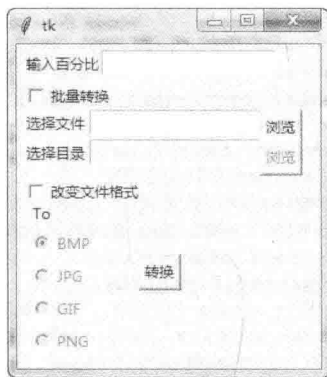 tk
输入百分比
批量转换
选择文件 浏览
选择目录 浏览
改变文件格式
To
BMP
JPG 转换
GIF
PNG